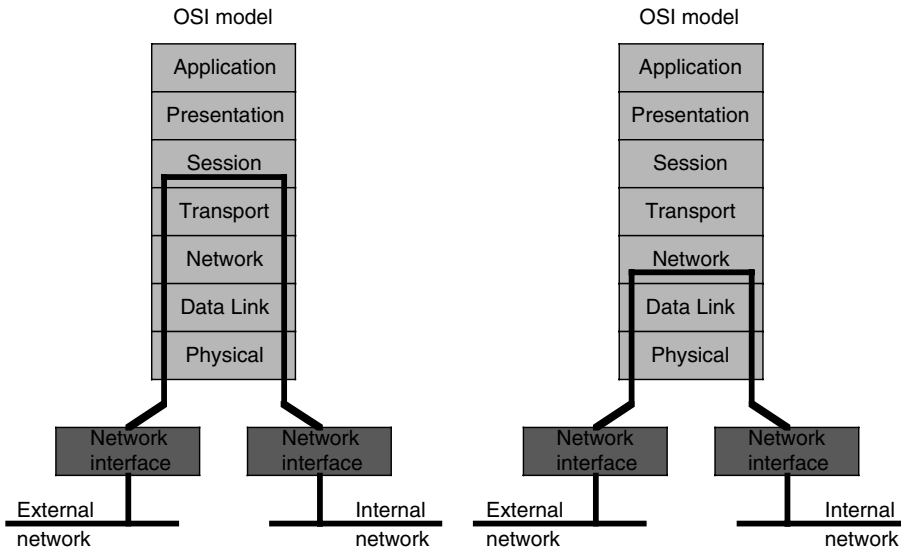 OSI model
Application
Presentation
Session
Transport
Network
Data Link
Physical
Network
interface
Network
interface
External
network
Internal
network
OSI model
Application
Presentation
Session
Transport
Network
Data Link
Physical
Network
interface
Network
interface
External
network
Internal
network